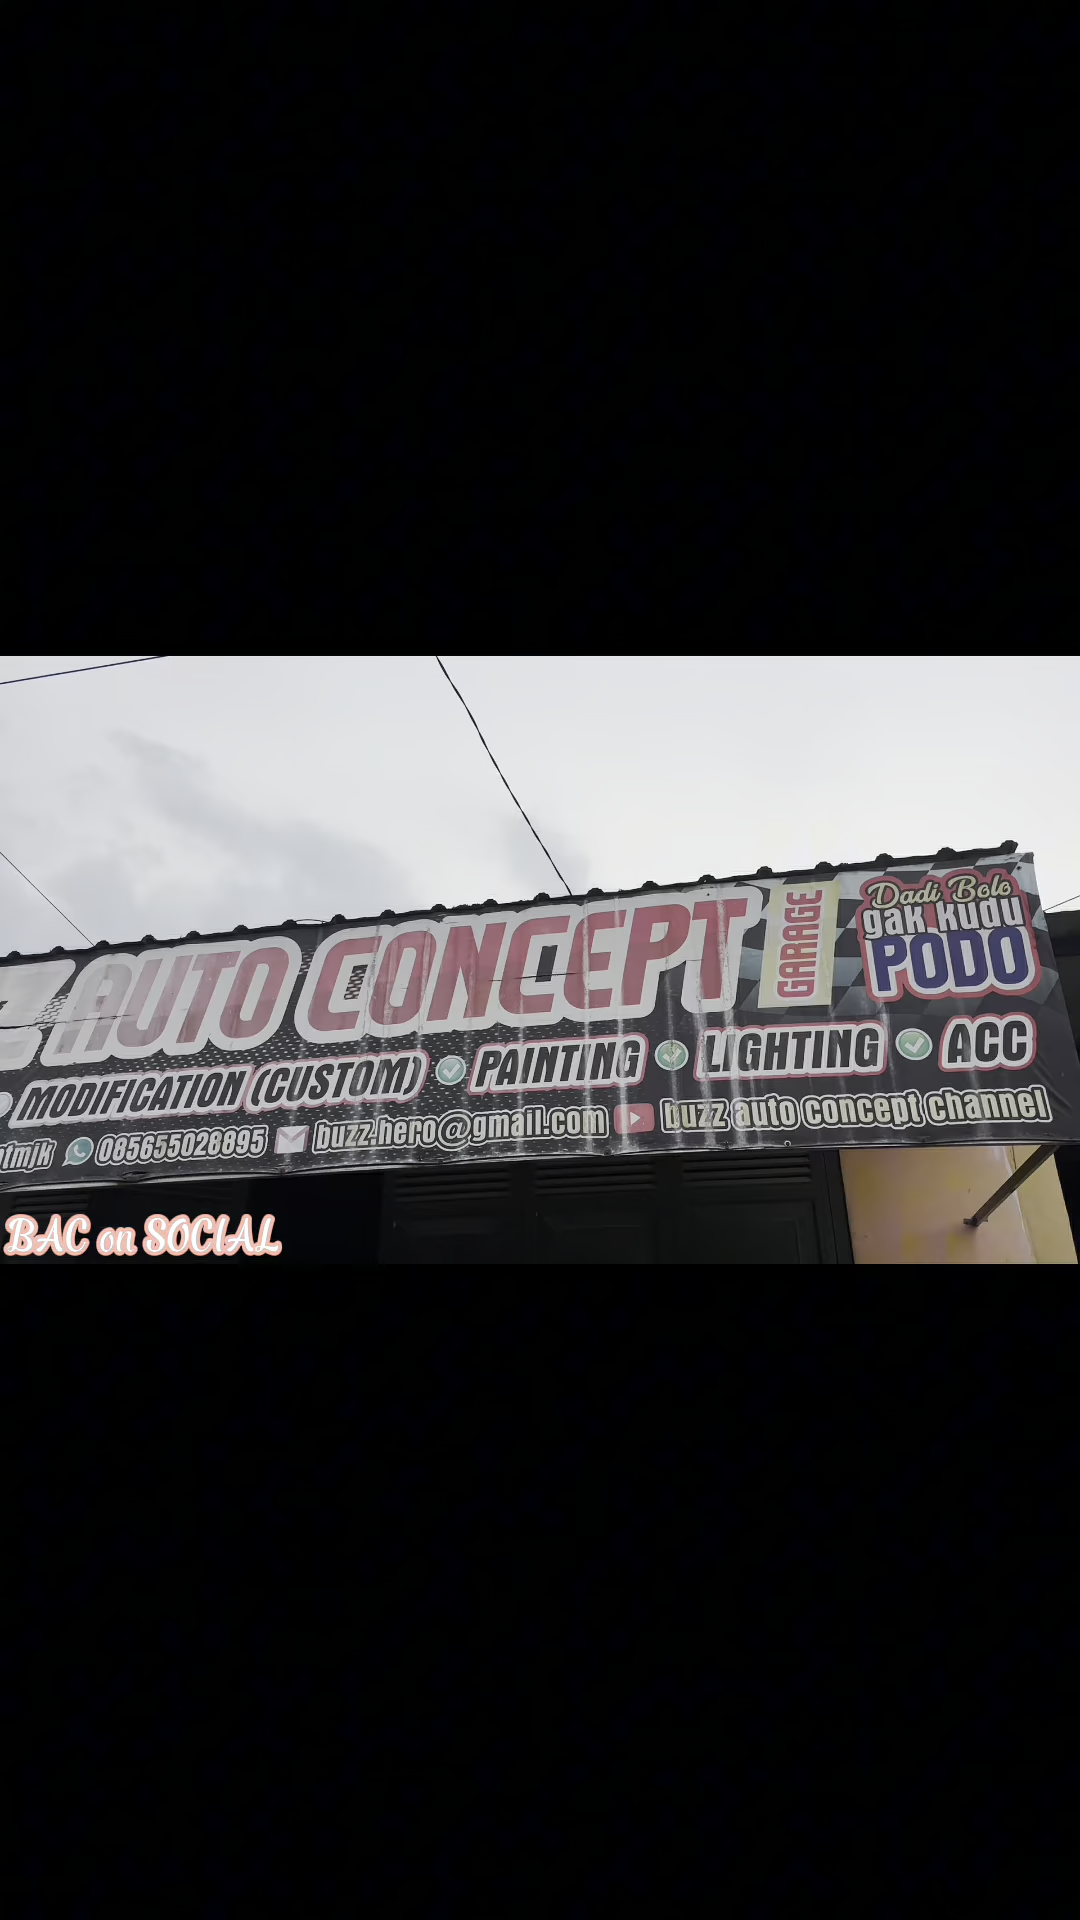 AUTO CONCEPT GARAGE
Dadi Bolo
gak kudu
PODO
MODIFICATION (CUSTOM) PAINTING LIGHTING ACC
085655028895 buzz.hero@gmail.com buzz auto concept channel
BAC on SOCIAL